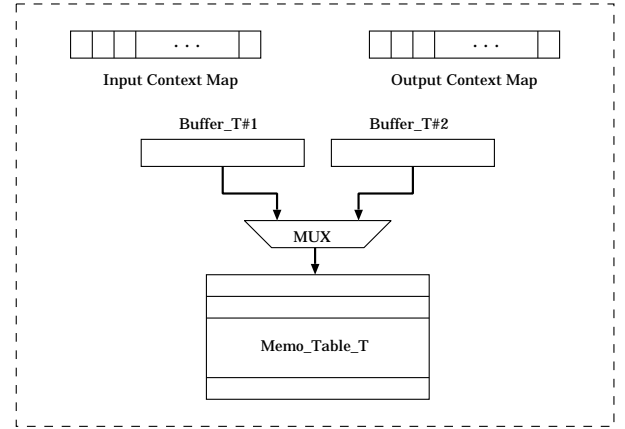 . . .
. . .
Input Context Map
Output Context Map
Buffer_T#1
Buffer_T#2
MUX
Memo_Table_T